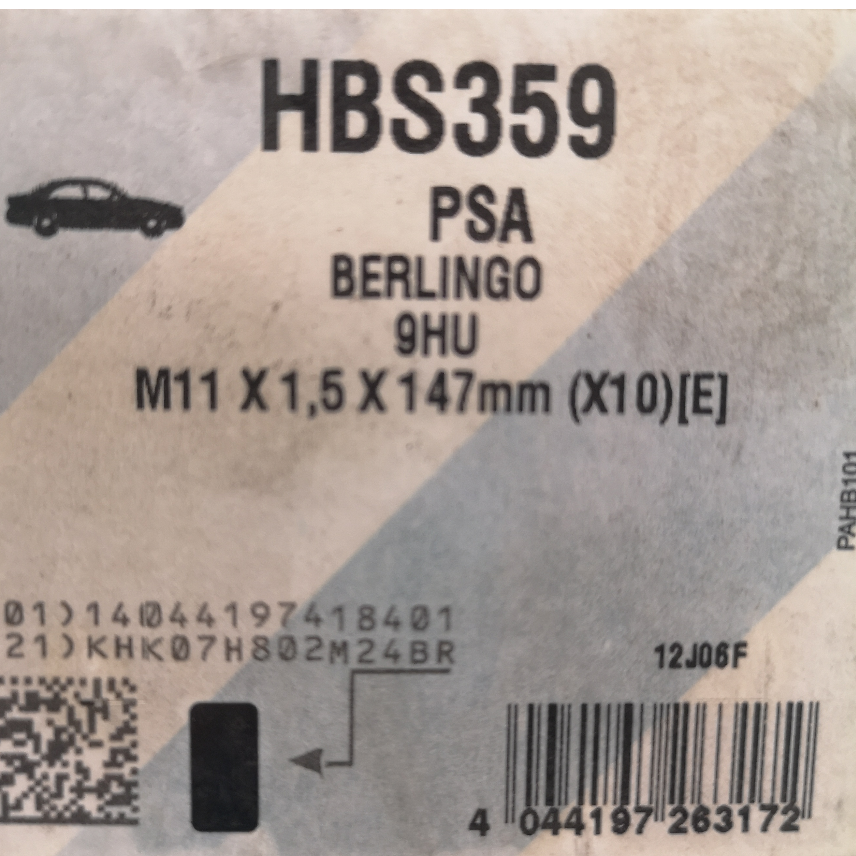 HBS359
PSA
BERLINGO
9HU
M11 X 1,5 X 147mm (X10)[E]
PAHB101
01)14044197418401
21)KHK07H802M24BR
12J06F
4 044197 263172